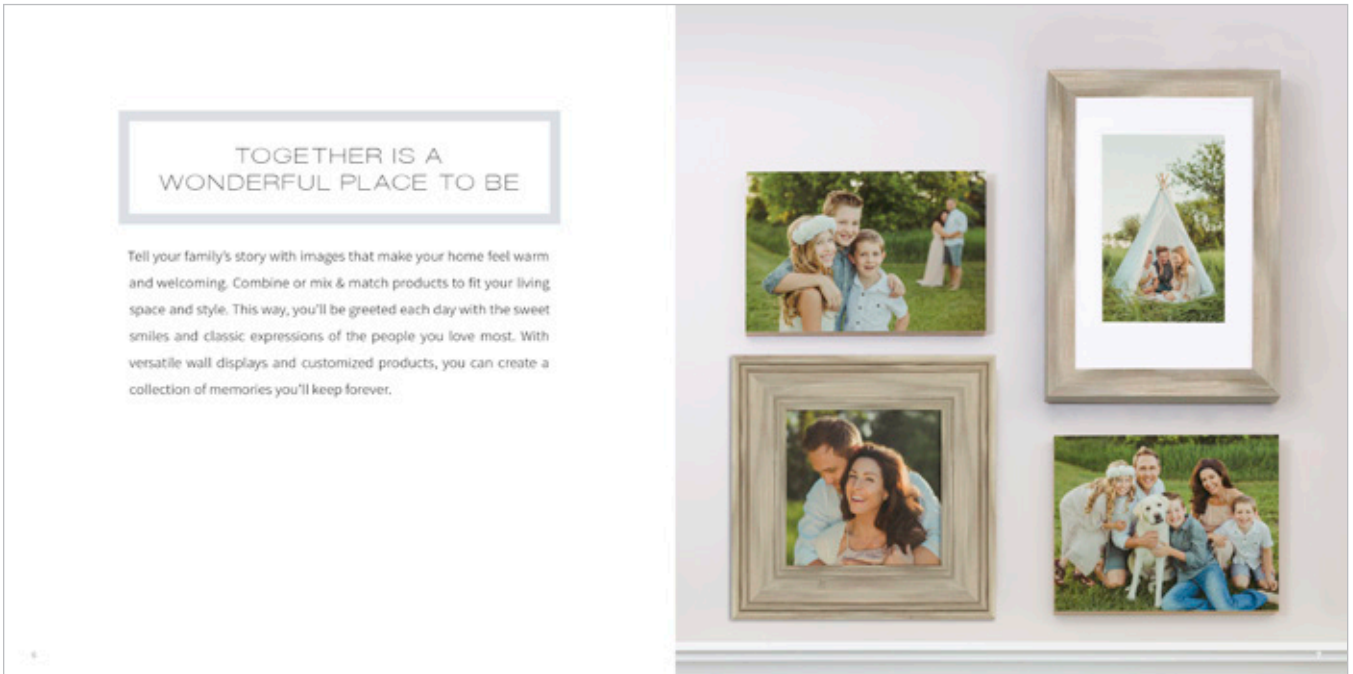 TOGETHER IS A
WONDERFUL PLACE TO BE
Tell your family's story with images that make your home feel warm
and welcoming. Combine or mix & match products to fit your living
space and style. This way, you'll be greeted each day with the sweet
smiles and classic expressions of the people you love most. With
versatile wall displays and customized products, you can create a
collection of memories you'll keep forever.